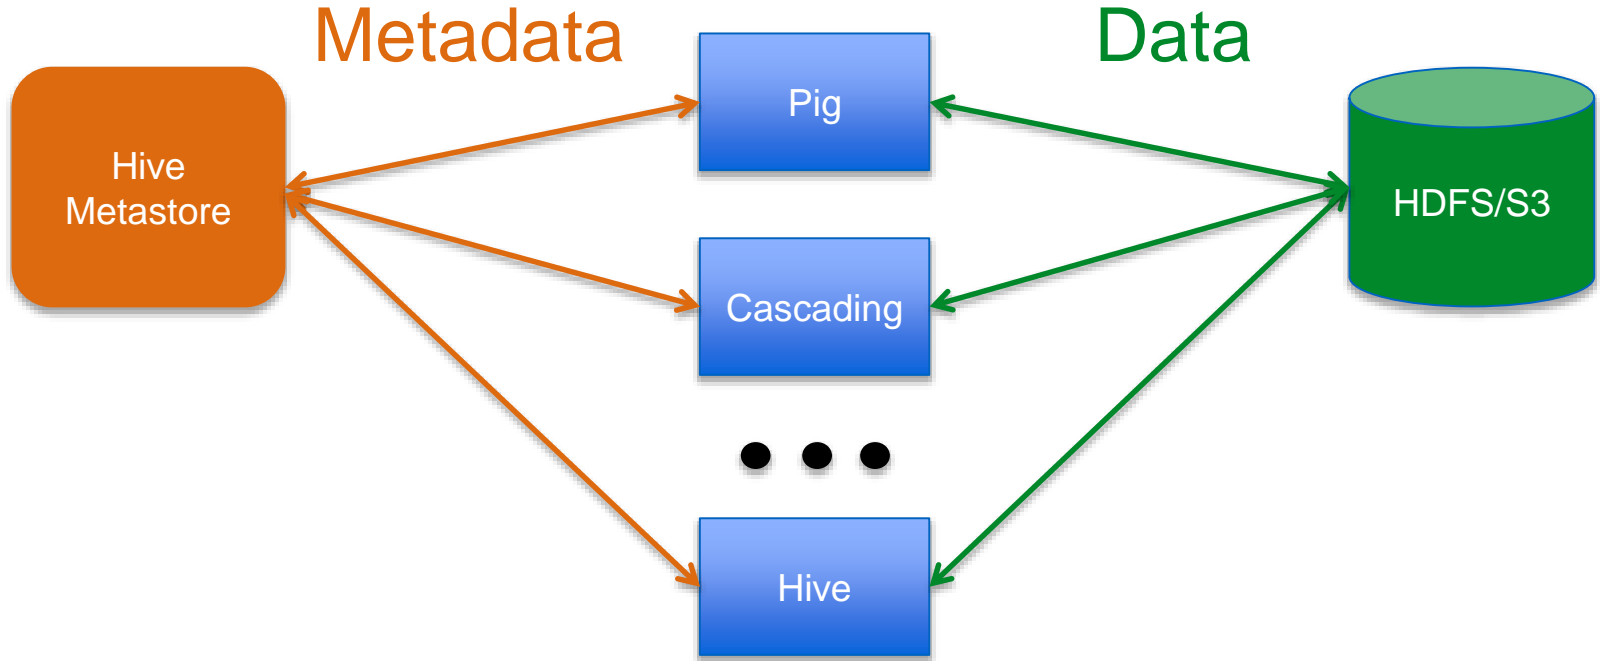 Metadata
Data
Hive
Metastore
Pig
Cascading
Hive
HDFS/S3